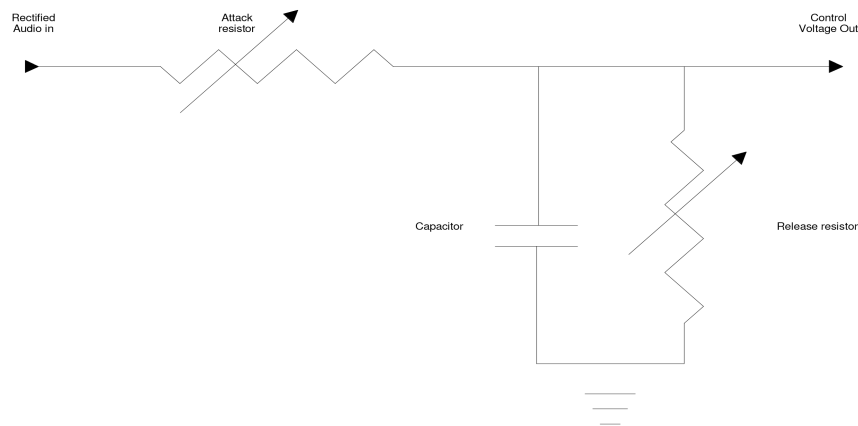 Rectified
Audio in
Attack
resistor
Control
Voltage Out
Capacitor
Release resistor